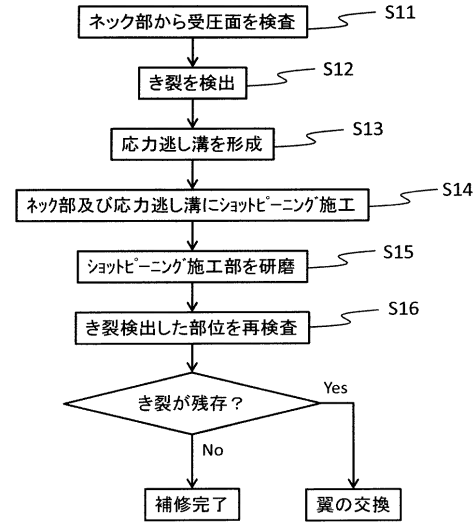 ネック部から受圧面を検査 S11
き裂を検出 S12
応力逃し溝を形成 S13
ﾈｯｸ部及び応力逃し溝にｼｮｯﾄﾋﾟｰﾆﾝｸﾞ施工 S14
ｼｮｯﾄﾋﾟｰﾆﾝｸﾞ施工部を研磨 S15
き裂検出した部位を再検査 S16
き裂が残存？ Yes
No
補修完了 翼の交換